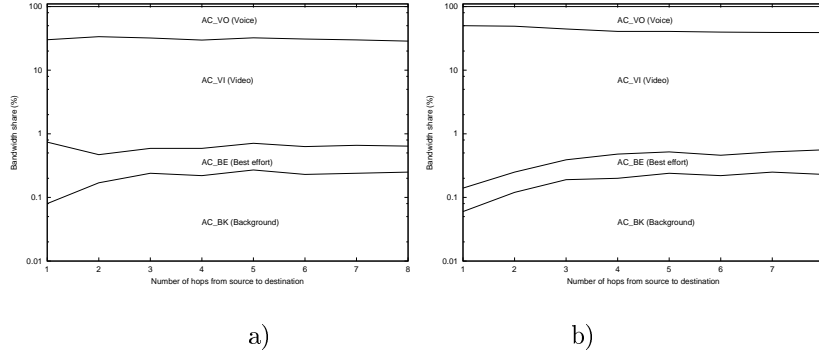 100
10
1
0.1
0.01
Bandwidth share (%)
AC_VO (Voice)
AC_VI (Video)
AC_BE (Best effort)
AC_BK (Background)
1 2 3 4 5 6 7 8
Number of hops from source to destination
a)
100
10
1
0.1
0.01
Bandwidth share (%)
AC_VO (Voice)
AC_VI (Video)
AC_BE (Best effort)
AC_BK (Background)
1 2 3 4 5 6 7
Number of hops from source to destination
b)